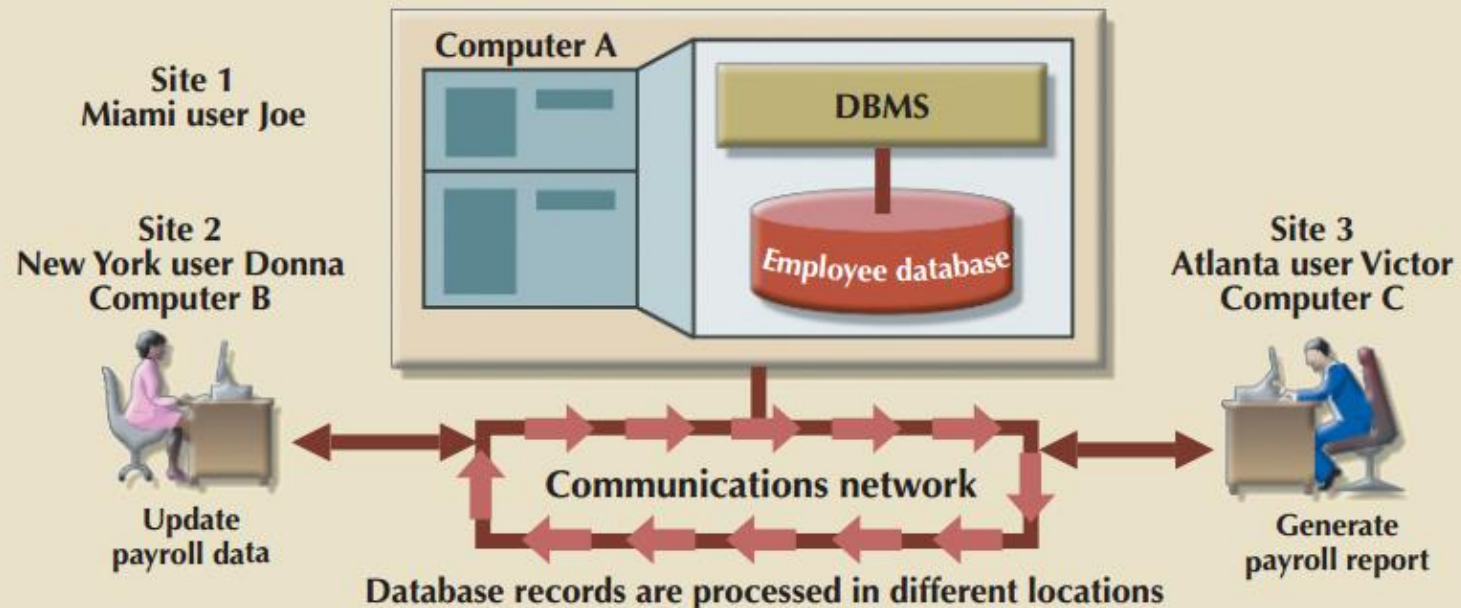 Computer A
Site 1
Miami user Joe
DBMS
Employee database
Site 2
New York user Donna
Computer B
Site 3
Atlanta user Victor
Computer C
Communications network
Update
payroll data
Generate
payroll report
Database records are processed in different locations